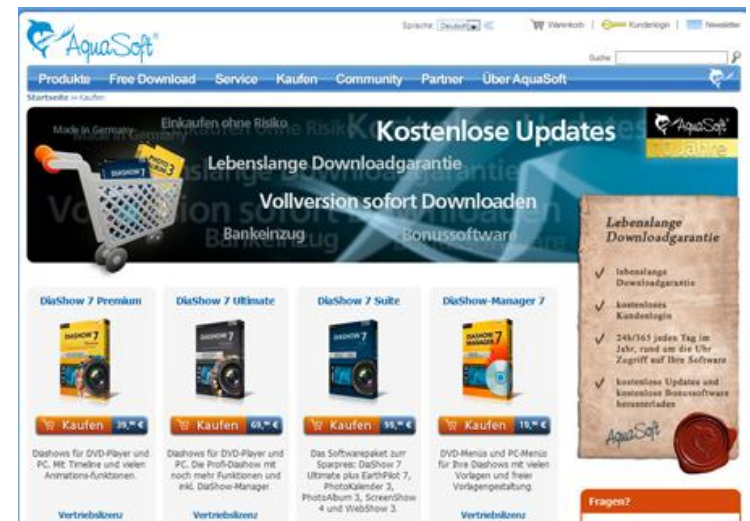 AquaSoft
Sprache: Deutsch
Warenkorb | Kundenlogin | Newsletter
Suche
Produkte Free Download Service Kaufen Community Partner Über AquaSoft
Startseite » Kaufen
Made in Germany
Einkaufen ohne Risiko
Kostenlose Updates
Lebenslange Downloadgarantie
Vollversion sofort Downloaden
Bankeinzug
Bonussoftware
AquaSoft
10 Jahre
Lebenslange
Downloadgarantie
lebenslange
Downloadgarantie
kostenloses
Kundenlogin
24h/365 jeden Tag im
Jahr, rund um die Uhr
Zugriff auf Ihre Software
kostenlose Updates und
kostenlose Bonussoftware
herunterladen
AquaSoft
DiaShow 7 Premium
Kaufen 39,⁹⁹ €
Diashows für DVD-Player und
PC. Mit Timeline und vielen
Animations-funktionen.
Vertriebslizenz
DiaShow 7 Ultimate
Kaufen 69,⁹⁹ €
Diashows für DVD-Player und
PC. Die Profi-Diashow mit
noch mehr Funktionen und
inkl. DiaShow-Manager
Vertriebslizenz
DiaShow 7 Suite
Kaufen 99,⁹⁹ €
Das Softwarepaket zum
Sparpreis: DiaShow 7
Ultimate plus EarthPilot 7,
PhotoKalender 3,
PhotoAlbum 3, ScreenShow
4 und WebShow 3.
DiaShow-Manager 7
Kaufen 19,⁹⁹ €
DVD-Menüs und PC-Menüs
für Ihre Diashows mit vielen
Vorlagen und freier
Vorlagengestaltung.
Vertriebslizenz
Fragen?